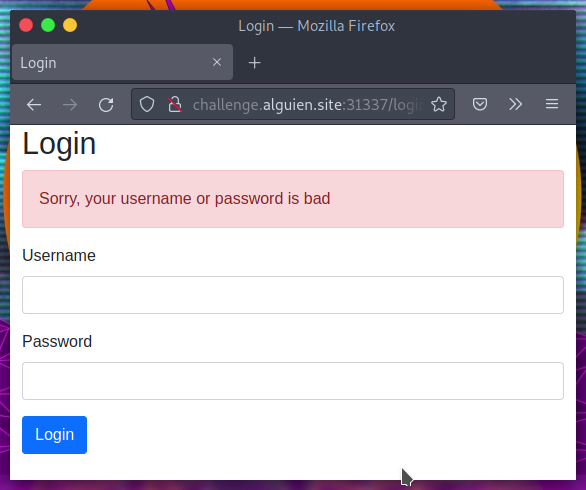 Login — Mozilla Firefox
Login
challenge.alguien.site:31337/login
Login
Sorry, your username or password is bad
Username
Password
Login